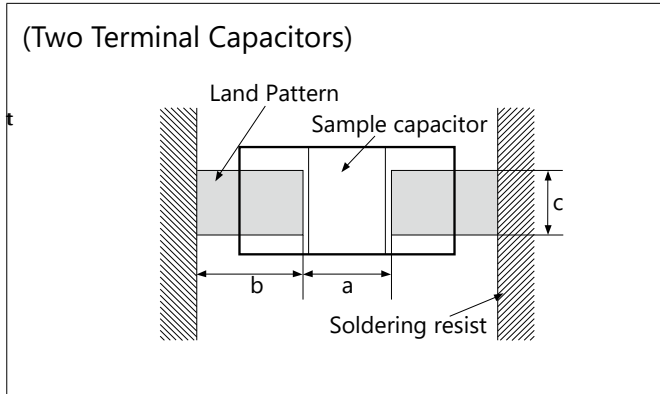 (Two Terminal Capacitors)
Land Pattern
t
Sample capacitor
c
b
a
Soldering resist